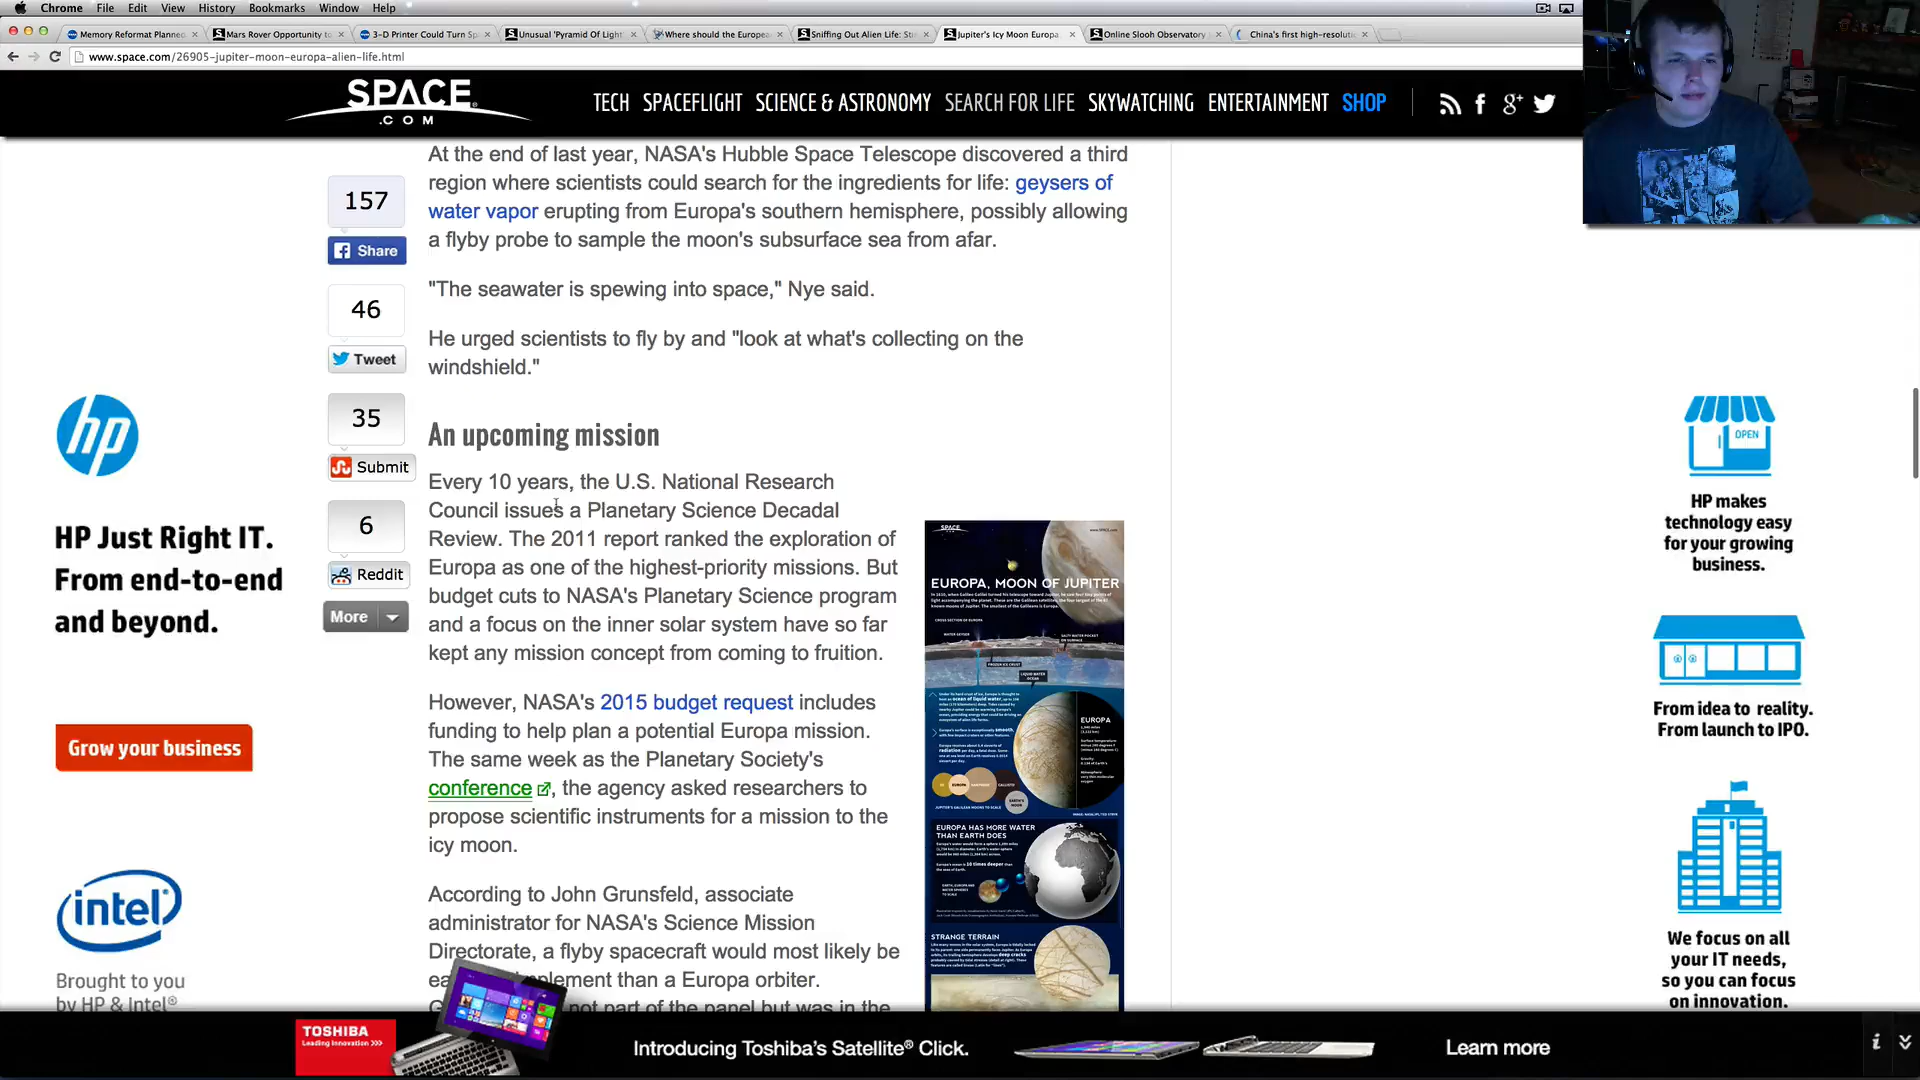 Chrome File Edit View History Bookmarks Window Help
Memory Reformat Planned
Mars Rover Opportunity to
3-D Printer Could Turn Sp
Unusual 'Pyramid Of Light'
Where should the Europea
Sniffing Out Alien Life:
Jupiter's Icy Moon Europa
Online Slooh Observatory
China's first high-resolut
www.space.com/26905-jupiter-moon-europa-alien-life.html
SPACE
.COM
TECH SPACEFLIGHT SCIENCE & ASTRONOMY SEARCH FOR LIFE SKYWATCHING ENTERTAINMENT SHOP
At the end of last year, NASA's Hubble Space Telescope discovered a third
region where scientists could search for the ingredients for life: geysers of
water vapor erupting from Europa's southern hemisphere, possibly allowing
a flyby probe to sample the moon's subsurface sea from afar.
"The seawater is spewing into space," Nye said.
He urged scientists to fly by and "look at what's collecting on the
windshield."
157
Share
46
Tweet
35
Submit
6
Reddit
More
An upcoming mission
Every 10 years, the U.S. National Research
Council issues a Planetary Science Decadal
Review. The 2011 report ranked the exploration of
Europa as one of the highest-priority missions. But
budget cuts to NASA's Planetary Science program
and a focus on the inner solar system have so far
kept any mission concept from coming to fruition.
However, NASA's 2015 budget request includes
funding to help plan a potential Europa mission.
The same week as the Planetary Society's
conference, the agency asked researchers to
propose scientific instruments for a mission to the
icy moon.
According to John Grunsfeld, associate
administrator for NASA's Science Mission
Directorate, a flyby spacecraft would most likely be
implement than a Europa orbiter.
not part of the panel but was in the
SPACE
EUROPA, MOON OF JUPITER
CROSS SECTION OF EUROPA
WATER GEYSER
SALTY WATER POCKET
FROZEN ICE CRUST
LIQUID WATER
OCEAN
EUROPA
EUROPA HAS MORE WATER
THAN EARTH DOES
STRANGE TERRAIN
hp
HP Just Right IT.
From end-to-end
and beyond.
Grow your business
intel
Brought to you
by HP & Intel®
OPEN
HP makes
technology easy
for your growing
business.
From idea to reality.
From launch to IPO.
We focus on all
your IT needs,
so you can focus
on innovation.
TOSHIBA
Leading Innovation >>>
Introducing Toshiba's Satellite® Click.
Learn more